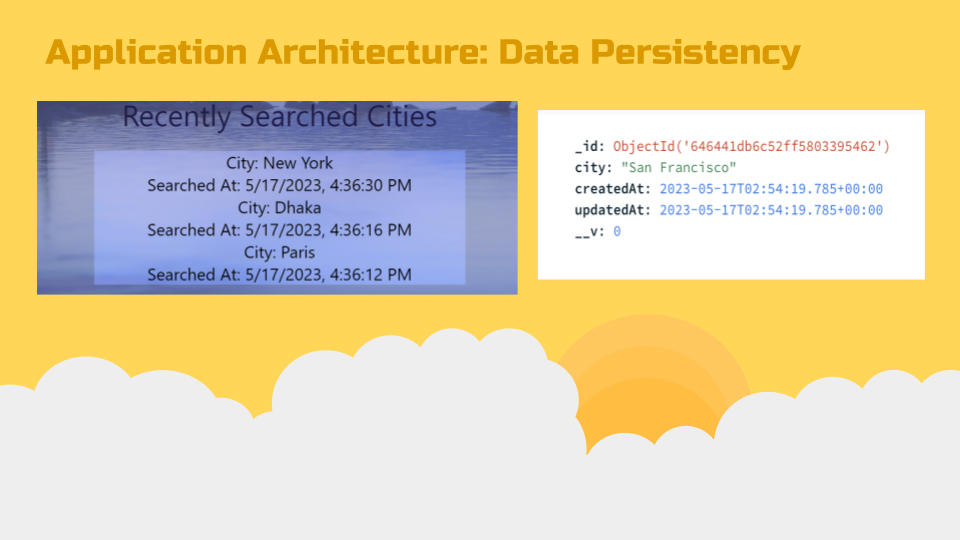 Application Architecture: Data Persistency
Recently Searched Cities
City: New York
Searched At: 5/17/2023, 4:36:30 PM
City: Dhaka
Searched At: 5/17/2023, 4:36:16 PM
City: Paris
Searched At: 5/17/2023, 4:36:12 PM
_id: ObjectId('646441db6c52ff5803395462')
city: "San Francisco"
createdAt: 2023-05-17T02:54:19.785+00:00
updatedAt: 2023-05-17T02:54:19.785+00:00
__v: 0